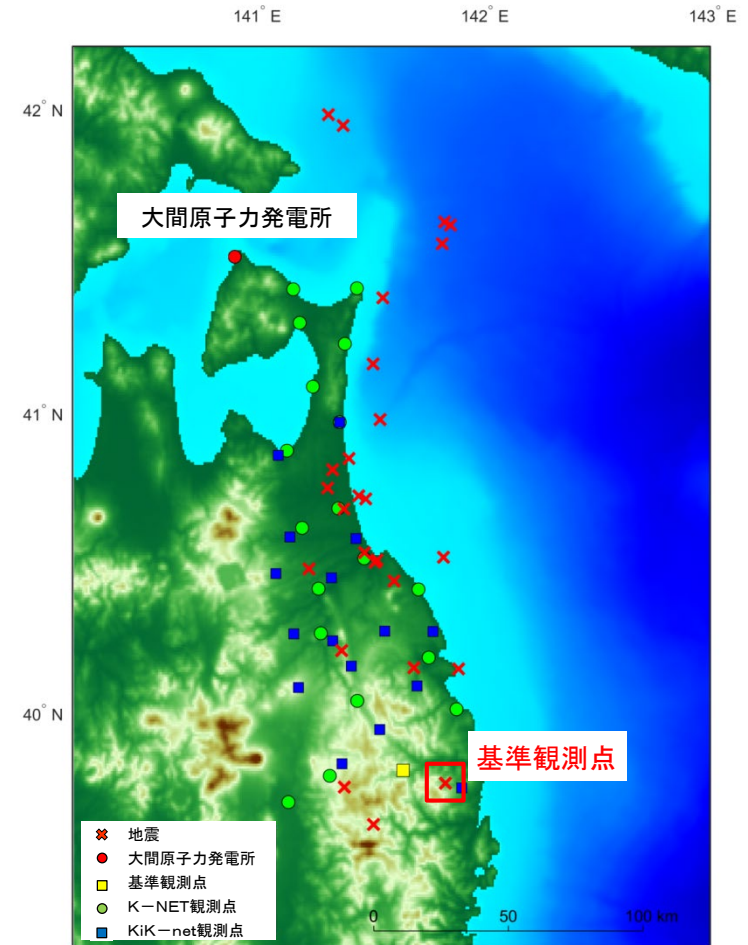 141° E
142° E
143° E
42° N
大間原子力発電所
41° N
40° N
基準観測点
地震
大間原子力発電所
基準観測点
K－NET観測点
KiK－net観測点
0
50
100 km